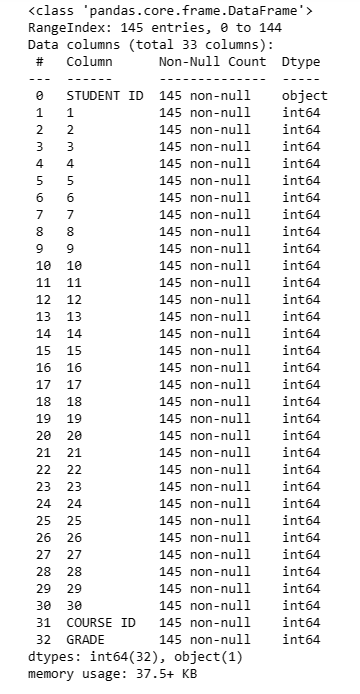 <class 'pandas.core.frame.DataFrame'>
RangeIndex: 145 entries, 0 to 144
Data columns (total 33 columns):
 #   Column      Non-Null Count  Dtype
---  ------      --------------  -----
 0   STUDENT ID  145 non-null    object
 1   1           145 non-null    int64
 2   2           145 non-null    int64
 3   3           145 non-null    int64
 4   4           145 non-null    int64
 5   5           145 non-null    int64
 6   6           145 non-null    int64
 7   7           145 non-null    int64
 8   8           145 non-null    int64
 9   9           145 non-null    int64
 10  10          145 non-null    int64
 11  11          145 non-null    int64
 12  12          145 non-null    int64
 13  13          145 non-null    int64
 14  14          145 non-null    int64
 15  15          145 non-null    int64
 16  16          145 non-null    int64
 17  17          145 non-null    int64
 18  18          145 non-null    int64
 19  19          145 non-null    int64
 20  20          145 non-null    int64
 21  21          145 non-null    int64
 22  22          145 non-null    int64
 23  23          145 non-null    int64
 24  24          145 non-null    int64
 25  25          145 non-null    int64
 26  26          145 non-null    int64
 27  27          145 non-null    int64
 28  28          145 non-null    int64
 29  29          145 non-null    int64
 30  30          145 non-null    int64
 31  COURSE ID   145 non-null    int64
 32  GRADE       145 non-null    int64
dtypes: int64(32), object(1)
memory usage: 37.5+ KB